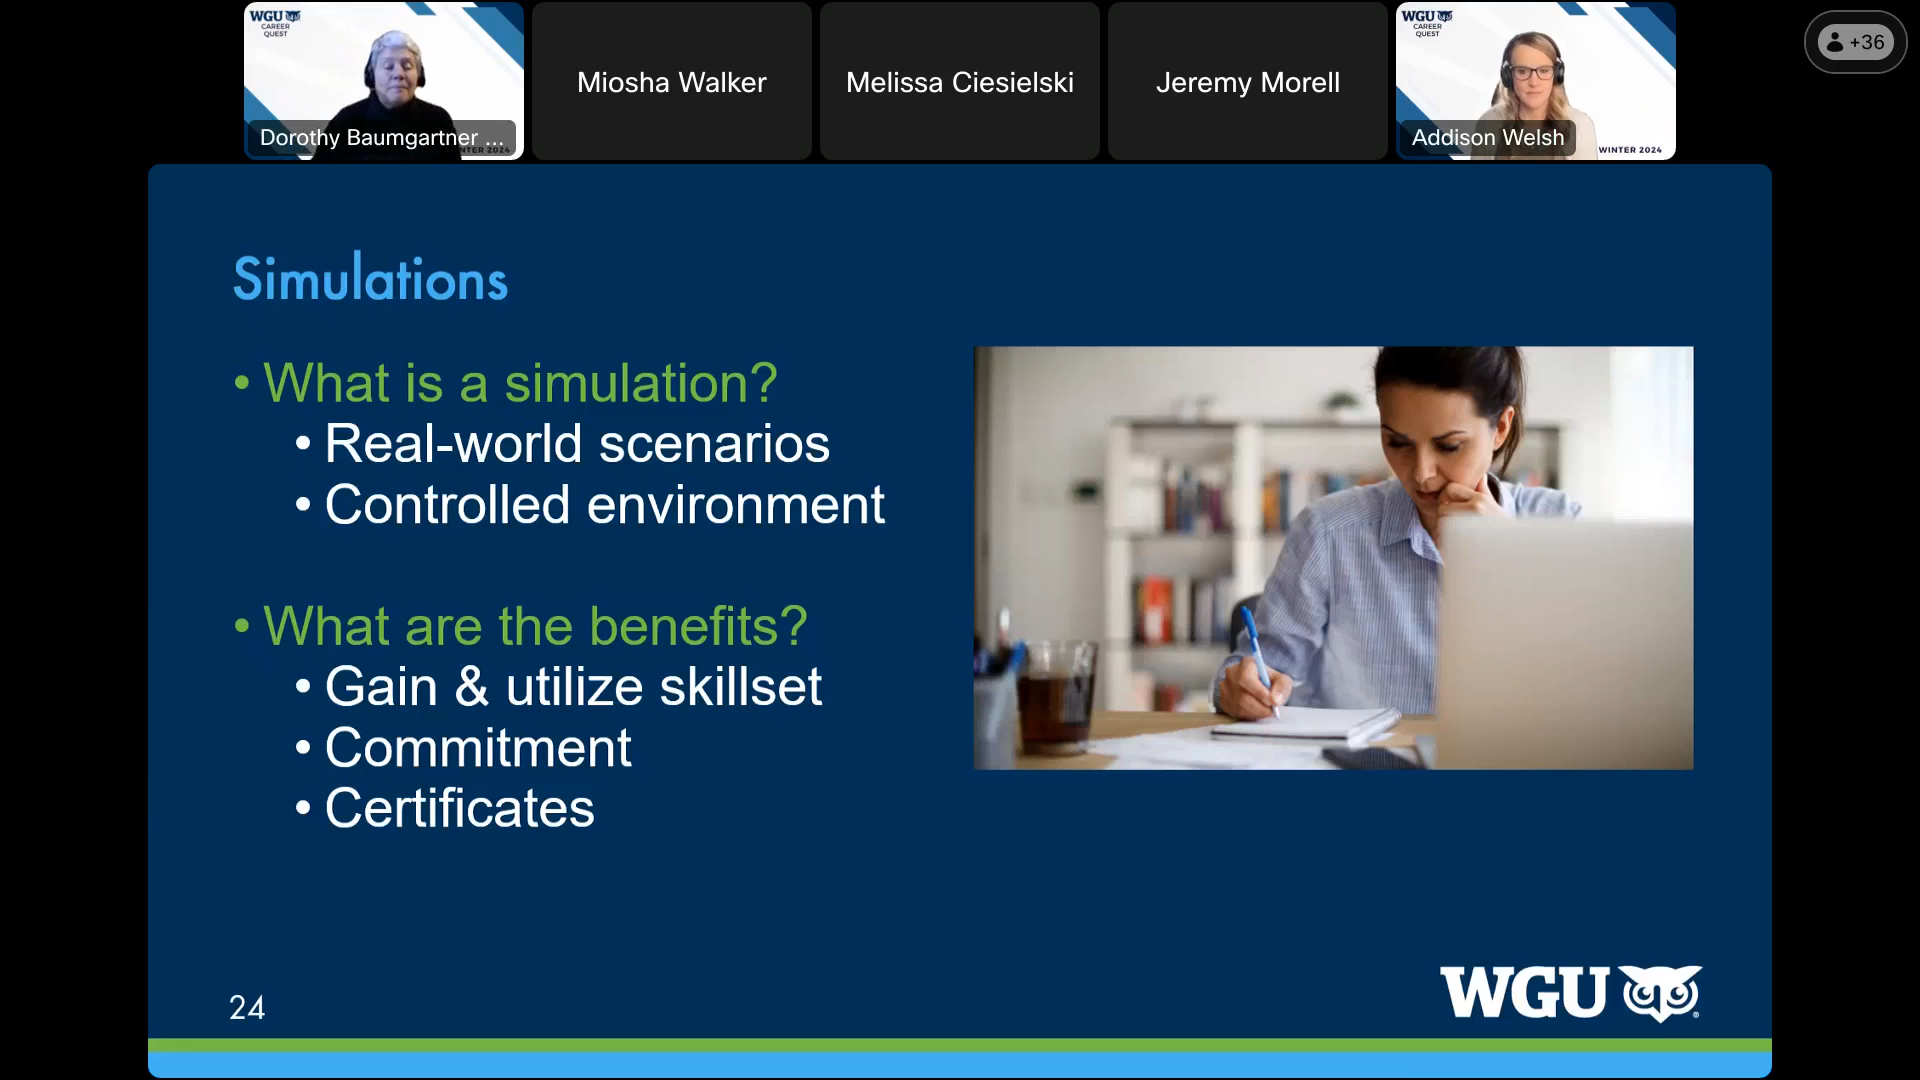 WGU
CAREER
QUEST
Dorothy Baumgartner ...
NTER 2024
Miosha Walker
Melissa Ciesielski
Jeremy Morell
WGU
CAREER
QUEST
Addison Welsh
WINTER 2024
+36
Simulations
• What is a simulation?
• Real-world scenarios
• Controlled environment
• What are the benefits?
• Gain & utilize skillset
• Commitment
• Certificates
24
WGU